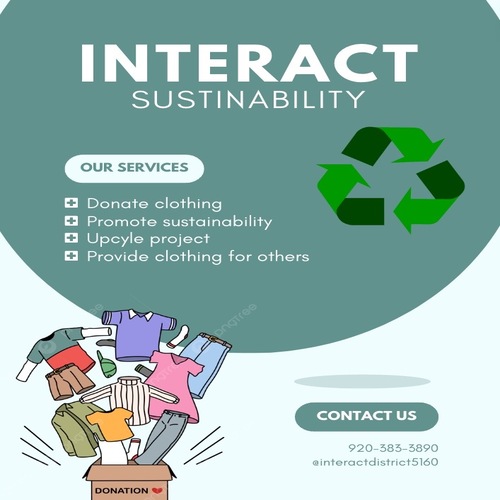 INTERACT
SUSTINABILITY
OUR SERVICES
Donate clothing
Promote sustainability
Upcyle project
Provide clothing for others
CONTACT US
920-383-3890
@interactdistrict5160
DONATION